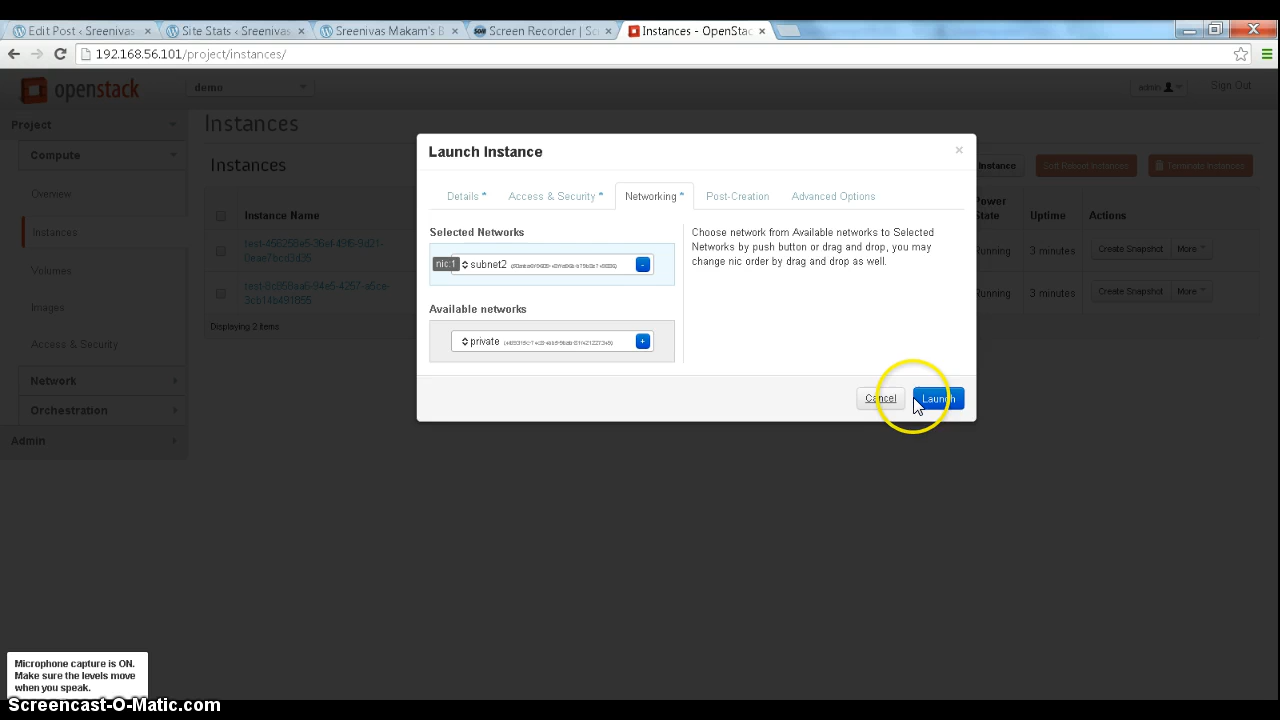 Edit Post ‹ Sreenivas
Site Stats ‹ Sreenivas
Sreenivas Makam's B
Screen Recorder | Sc
Instances - OpenStac
192.168.56.101/project/instances/
openstack
demo
admin
Sign Out
Project
Compute
Overview
Instances
Volumes
Images
Access & Security
Network
Orchestration
Admin
Instances
Instances
Instance
Soft Reboot Instances
Terminate Instances
Instance Name
Power State
Uptime
Actions
3 minutes
Create Snapshot
More
3 minutes
Create Snapshot
More
Displaying 2 items
Launch Instance
×
Details *
Access & Security *
Networking *
Post-Creation
Advanced Options
Selected Networks
nic:1
subnet2
-
Available networks
private
+
Choose network from Available networks to Selected
Networks by push button or drag and drop, you may
change nic order by drag and drop as well.
Cancel
Launch
Microphone capture is ON.
Make sure the levels move
when you speak.
Screencast-O-Matic.com